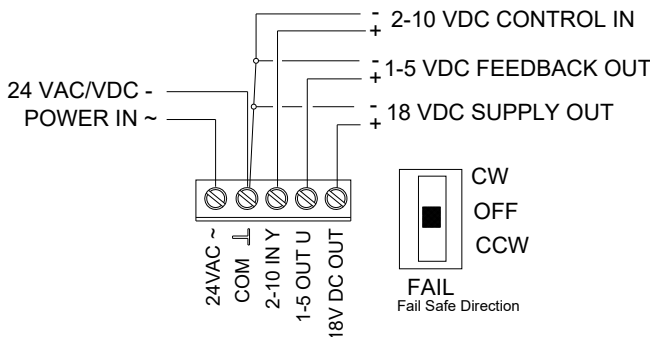 - 2-10 VDC CONTROL IN
+
- 1-5 VDC FEEDBACK OUT
+
24 VAC/VDC -
POWER IN ~
- 18 VDC SUPPLY OUT
+
24VAC ~
COM ⊥
2-10 IN Y
1-5 OUT U
18V DC OUT
CW
OFF
CCW
FAIL
Fail Safe Direction